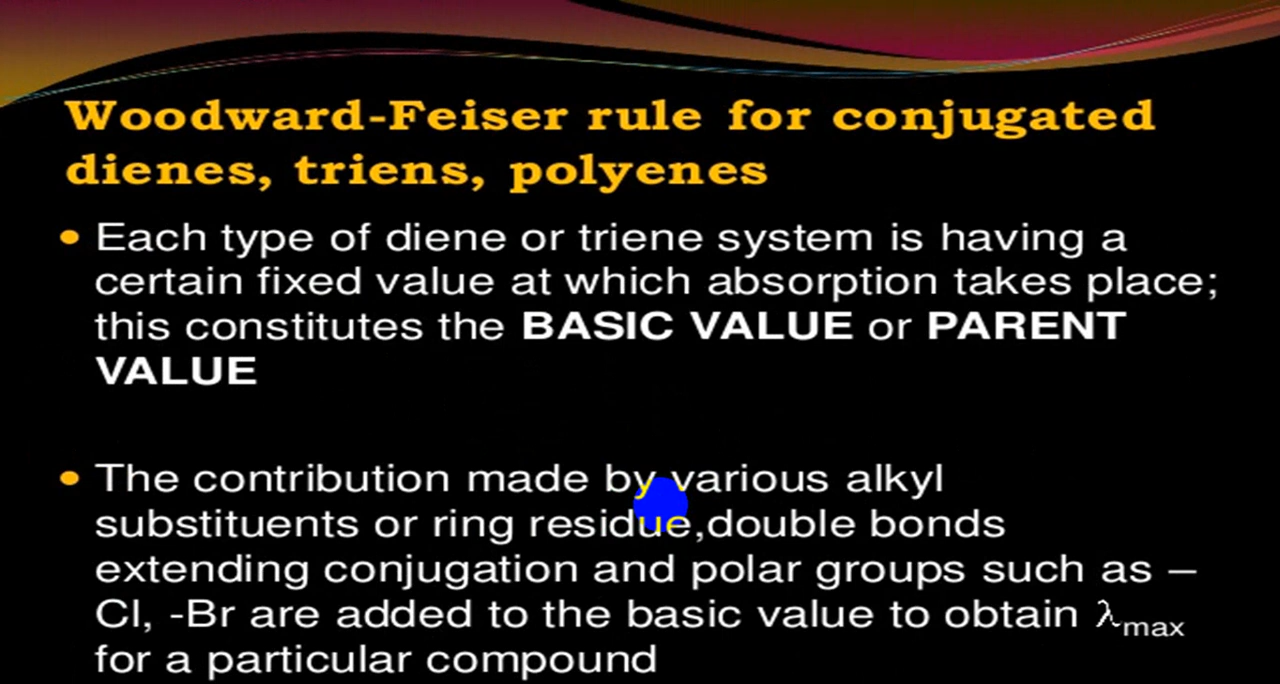 Woodward-Feiser rule for conjugated
dienes, triens, polyenes
• Each type of diene or triene system is having a
certain fixed value at which absorption takes place;
this constitutes the BASIC VALUE or PARENT
VALUE
• The contribution made by various alkyl
substituents or ring residue,double bonds
extending conjugation and polar groups such as –
Cl, -Br are added to the basic value to obtain λmax
for a particular compound